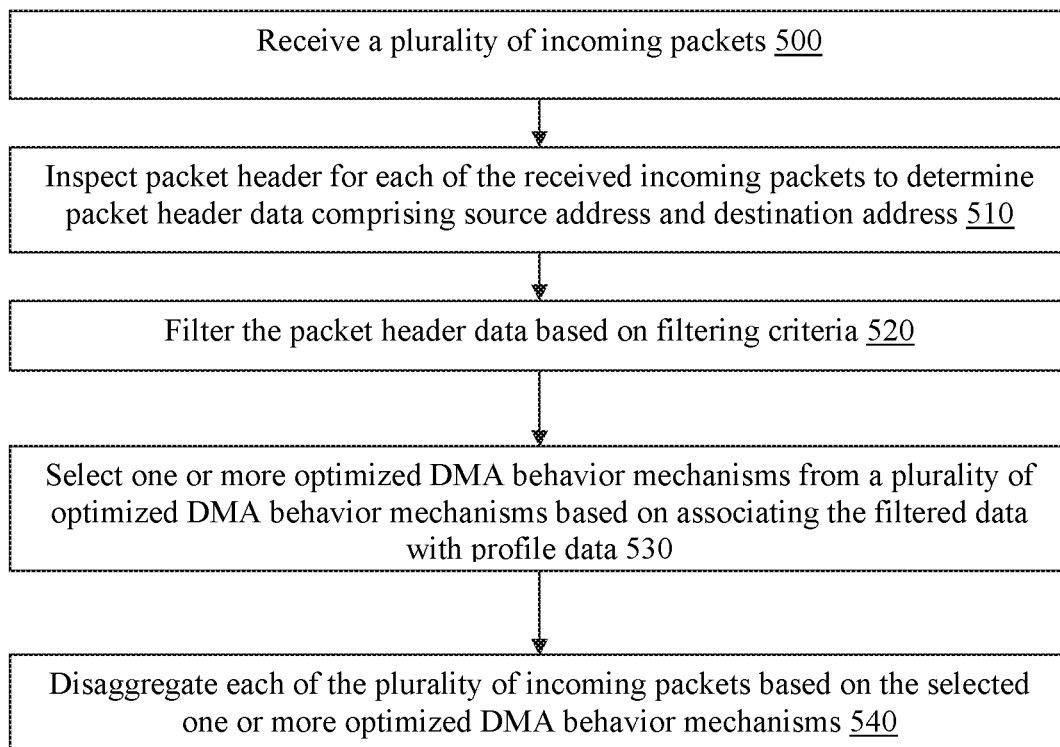 Receive a plurality of incoming packets 500
Inspect packet header for each of the received incoming packets to determine
packet header data comprising source address and destination address 510
Filter the packet header data based on filtering criteria 520
Select one or more optimized DMA behavior mechanisms from a plurality of
optimized DMA behavior mechanisms based on associating the filtered data
with profile data 530
Disaggregate each of the plurality of incoming packets based on the selected
one or more optimized DMA behavior mechanisms 540